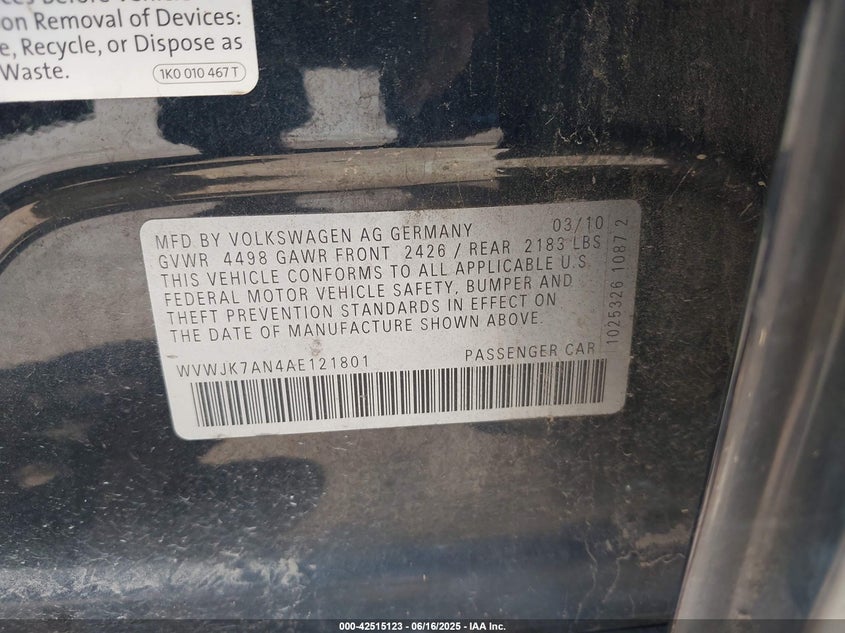 on Removal of Devices:
e, Recycle, or Dispose as
Waste.
1K0 010 467 T
MFD BY VOLKSWAGEN AG GERMANY 03/10
GVWR 4498 GAWR FRONT 2426 / REAR 2183 LBS
THIS VEHICLE CONFORMS TO ALL APPLICABLE U.S.
FEDERAL MOTOR VEHICLE SAFETY, BUMPER AND
THEFT PREVENTION STANDARDS IN EFFECT ON
THE DATE OF MANUFACTURE SHOWN ABOVE.
WVWJK7AN4AE121801 PASSENGER CAR
1025326 1087 2
000-42515123 - 06/16/2025 - IAA Inc.